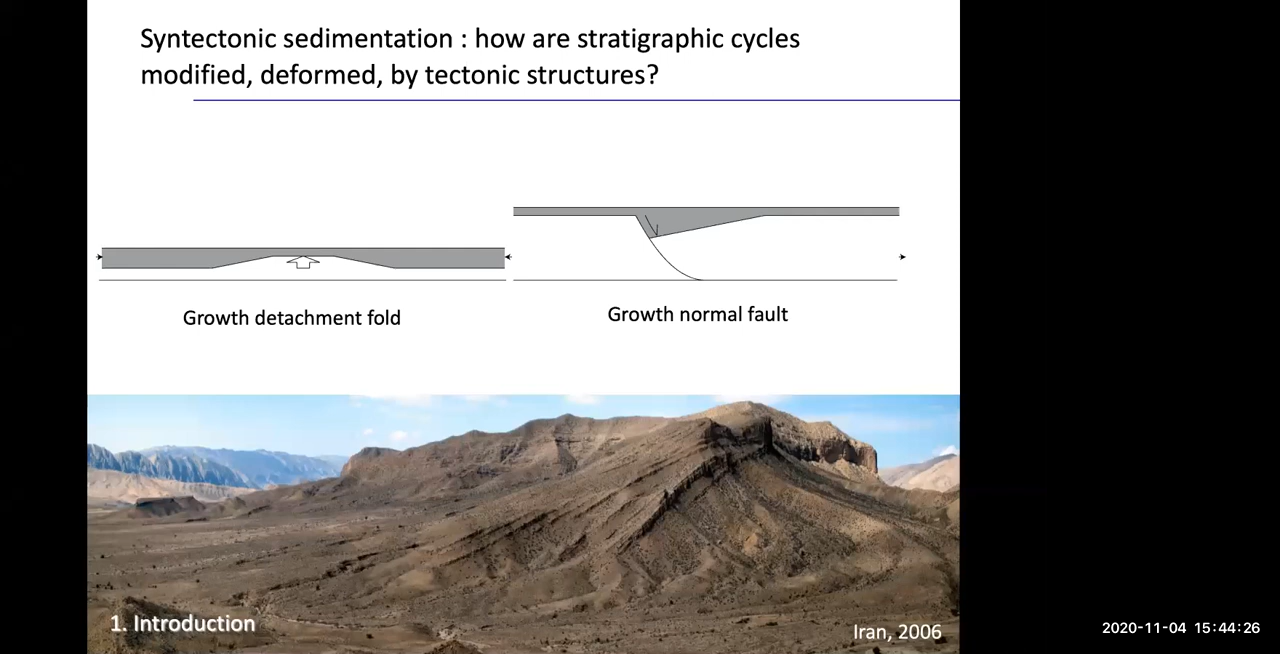 Syntectonic sedimentation : how are stratigraphic cycles
modified, deformed, by tectonic structures?
Growth detachment fold
Growth normal fault
1. Introduction
Iran, 2006
2020-11-04 15:44:26